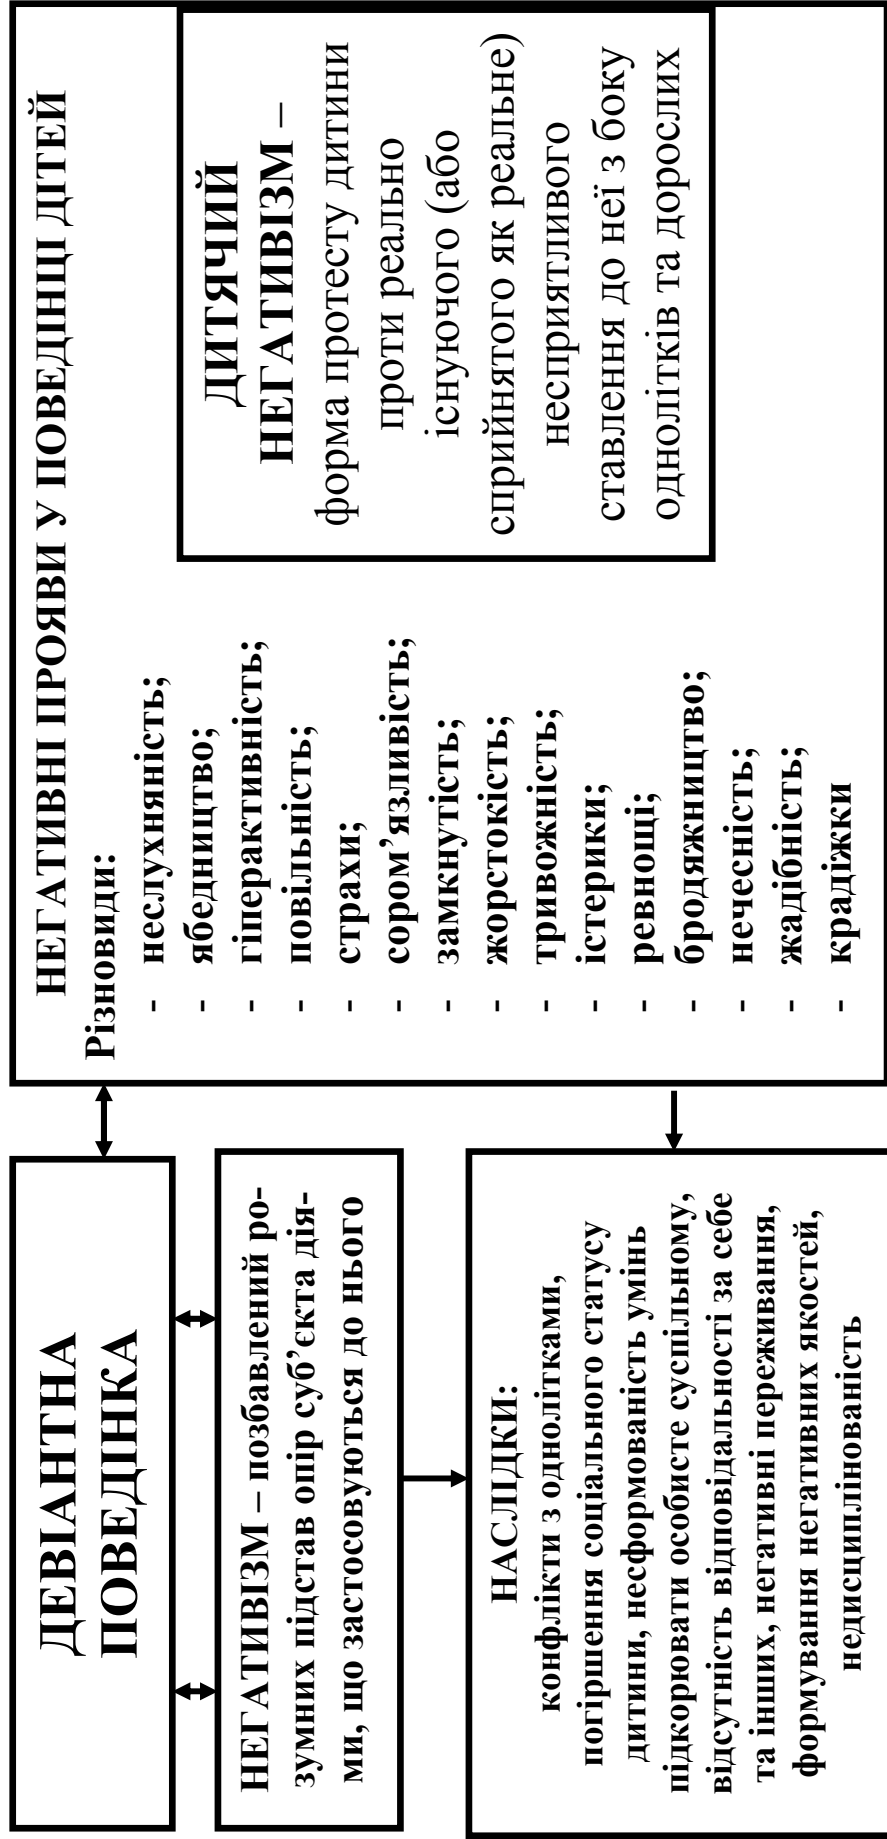 ДЕВІАНТНА
ПОВЕДІНКА
НЕГАТИВІЗМ – позбавлений ро-
зумних підстав опір суб’єкта дія-
ми, що застосовуються до нього
НАСЛІДКИ:
конфлікти з однолітками,
погіршення соціального статусу
дитини, несформованість умінь
підкорювати особисте суспільному,
відсутність відповідальності за себе
та інших, негативні переживання,
формування негативних якостей,
недисциплінованість
НЕГАТИВНІ ПРОЯВИ У ПОВЕДІНЦІ ДІТЕЙ
Різновиди:
- неслухняність;
- ябедництво;
- гіперактивність;
- повільність;
- страхи;
- сором’язливість;
- замкнутість;
- жорстокість;
- тривожність;
- істерики;
- ревнощі;
- бродяжництво;
- нечесність;
- жадібність;
- крадіжки
ДИТЯЧИЙ
НЕГАТИВІЗМ –
форма протесту дитини
проти реально
існуючого (або
сприйнятого як реальне)
несприятливого
ставлення до неї з боку
однолітків та дорослих